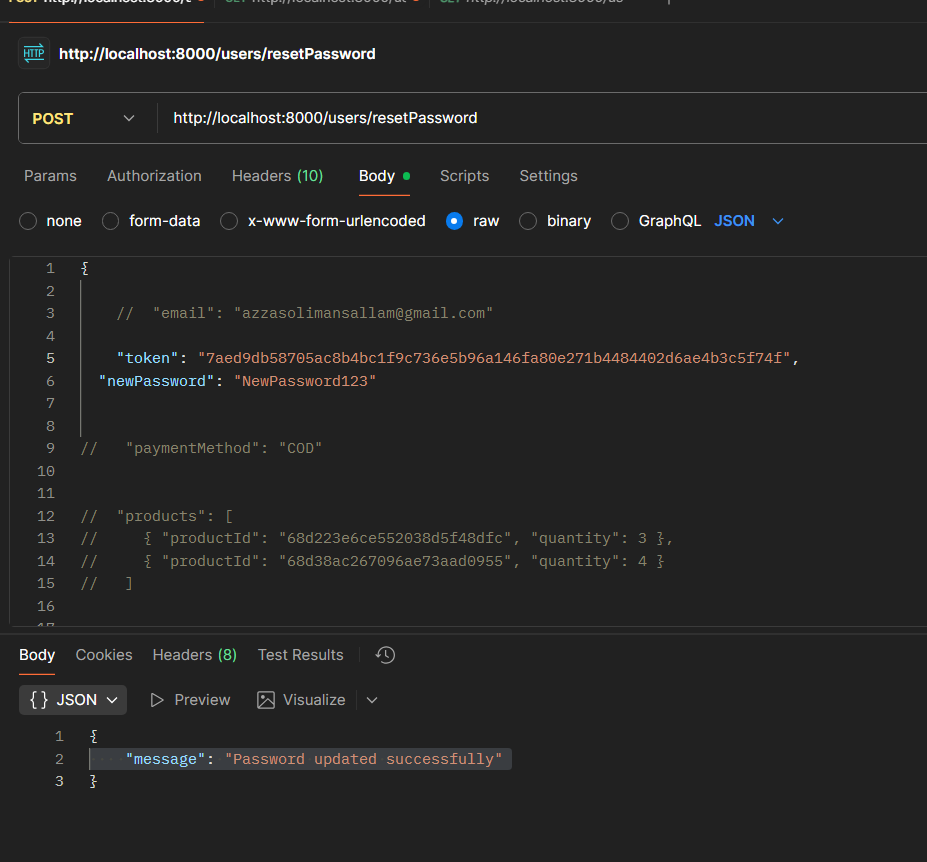 HTTP http://localhost:8000/users/resetPassword
POST http://localhost:8000/users/resetPassword
Params Authorization Headers (10) Body Scripts Settings
none form-data x-www-form-urlencoded raw binary GraphQL JSON
1 {
2
3 // "email": "azzasolimansallam@gmail.com"
4
5 "token": "7aed9db58705ac8b4bc1f9c736e5b96a146fa80e271b4484402d6ae4b3c5f74f",
6 "newPassword": "NewPassword123"
7
8
9 // "paymentMethod": "COD"
10
11
12 // "products": [
13 // { "productId": "68d223e6ce552038d5f48dfc", "quantity": 3 },
14 // { "productId": "68d38ac267096ae73aad0955", "quantity": 4 }
15 // ]
16
Body Cookies Headers (8) Test Results
{} JSON Preview Visualize
1 {
2 "message": "Password updated successfully"
3 }